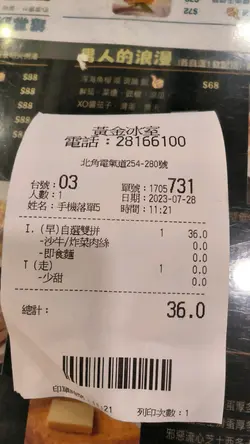 $88
$88
$68
$72
男人的浪漫
黃金冰室
電話：28166100
北角電氣道254-280號
台號：03 單號：1705731
人數：1 日期：2023-07-28
姓名：手機落單5 時間：11:21
I. (早)自選雙拼 1 36.0
-沙牛/炸菜肉絲 0.0
-即食麵 0.0
T (走) 1 0.0
-少甜 0.0
總計： 36.0
列印次數：1